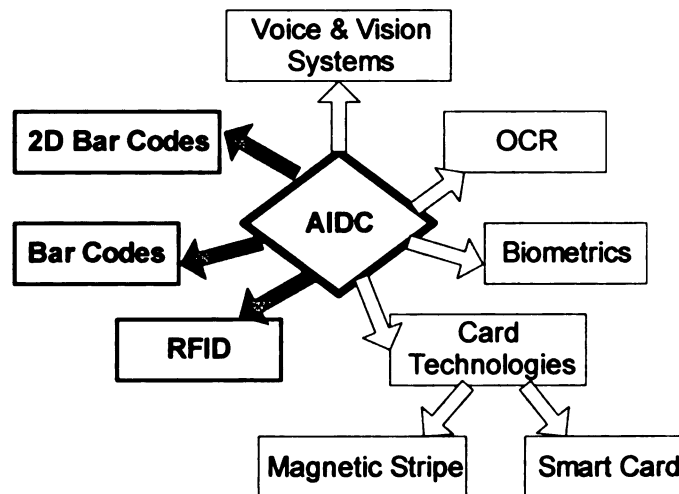 Voice & Vision
Systems
2D Bar Codes
OCR
AIDC
Bar Codes
Biometrics
RFID
Card
Technologies
Magnetic Stripe
Smart Card